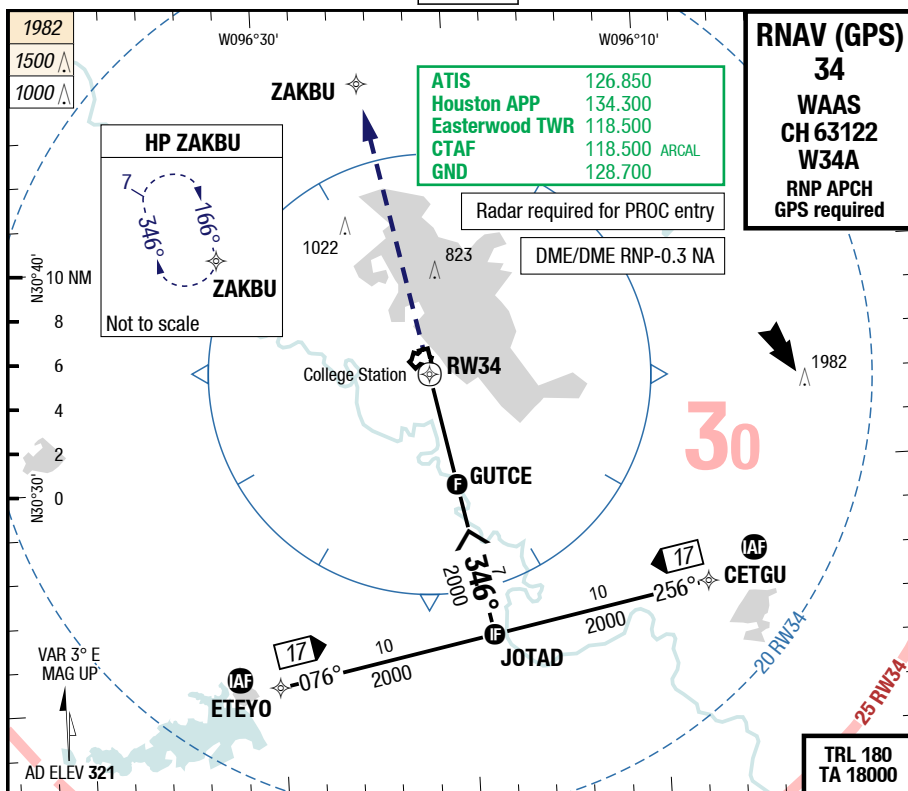 1982
1500
1000
W096°30'
W096°10'
RNAV (GPS)
34
WAAS
CH 63122
W34A
RNP APCH
GPS required
ZAKBU
ATIS 126.850
Houston APP 134.300
Easterwood TWR 118.500
CTAF 118.500 ARCAL
GND 128.700
HP ZAKBU
7
346°
166°
ZAKBU
Not to scale
Radar required for PROC entry
DME/DME RNP-0.3 NA
1022
823
N30°40'
10 NM
8
6
4
2
0
N30°30'
College Station
RW34
1982
30
F
GUTCE
346°
7
2000
IF
JOTAD
17
IAF
CETGU
256°
10
2000
17
076°
10
2000
IAF
ETEYO
20 RW34
25 RW34
VAR 3° E
MAG UP
AD ELEV 321
TRL 180
TA 18000